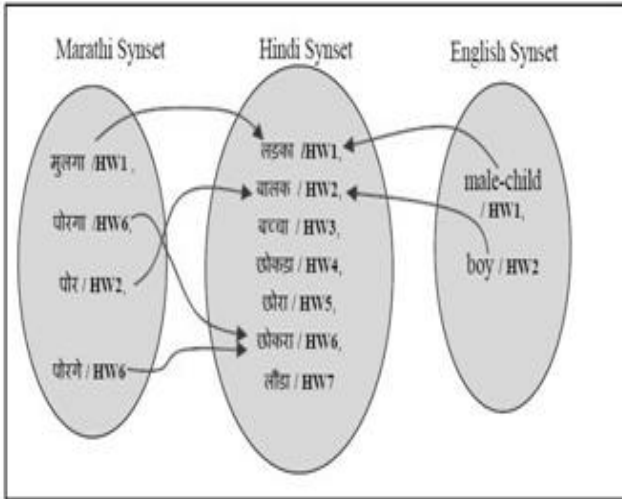 Marathi Synset
मुलगा /HW1 ,
पोरगा /HW6,
पोर / HW2,
पोरगे / HW6
Hindi Synset
लडका /HW1,
बालक / HW2,
बच्चा / HW3,
छोकडा / HW4,
छोरा / HW5,
छोकरा / HW6,
लौंडा / HW7
English Synset
male-child
/ HW1,
boy / HW2